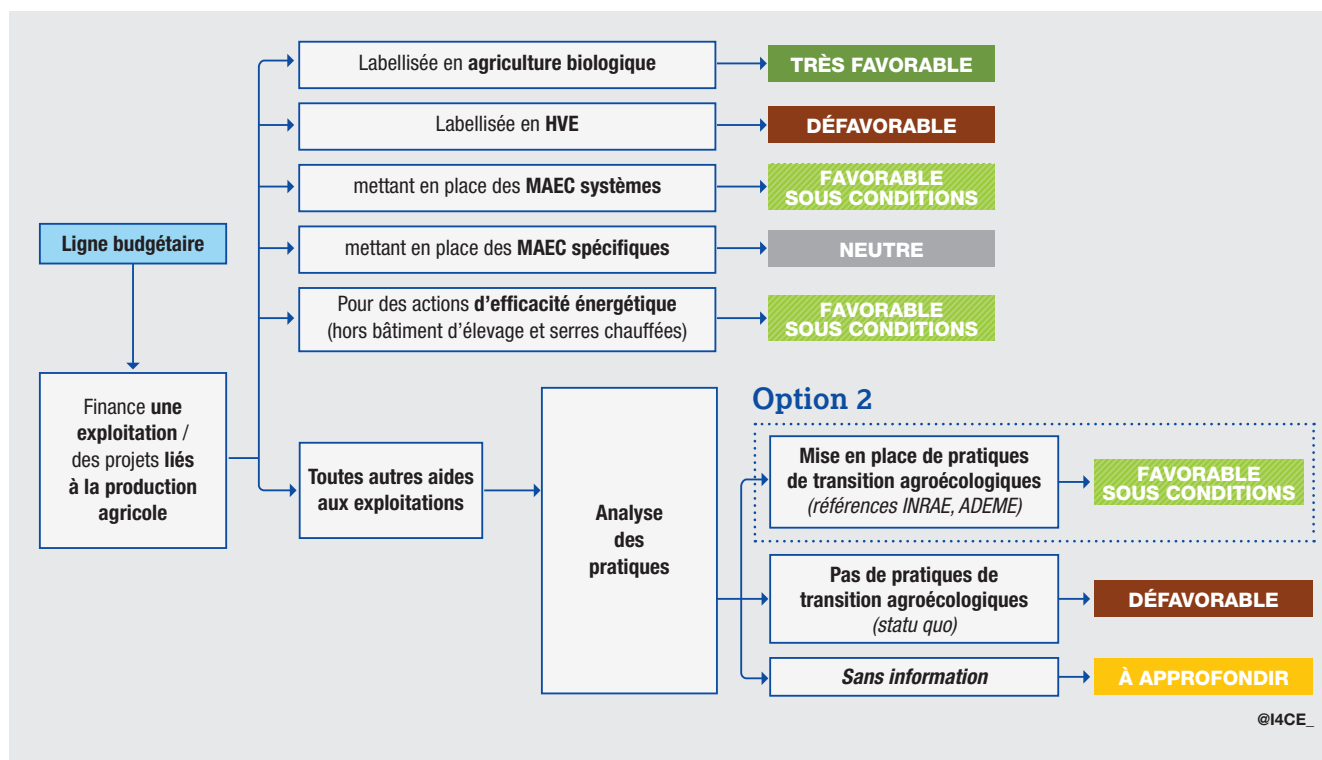 Labellisée en agriculture biologique
TRÈS FAVORABLE
Labellisée en HVE
DÉFAVORABLE
mettant en place des MAEC systèmes
FAVORABLE
SOUS CONDITIONS
Ligne budgétaire
mettant en place des MAEC spécifiques
NEUTRE
Pour des actions d'efficacité énergétique
(hors bâtiment d'élevage et serres chauffées)
FAVORABLE
SOUS CONDITIONS
Finance une
exploitation /
des projets liés
à la production
agricole
Toutes autres aides
aux exploitations
Analyse
des
pratiques
Option 2
Mise en place de pratiques
de transition agroécologiques
(références INRAE, ADEME)
FAVORABLE
SOUS CONDITIONS
Pas de pratiques de
transition agroécologiques
(statu quo)
DÉFAVORABLE
Sans information
À APPROFONDIR
@I4CE_